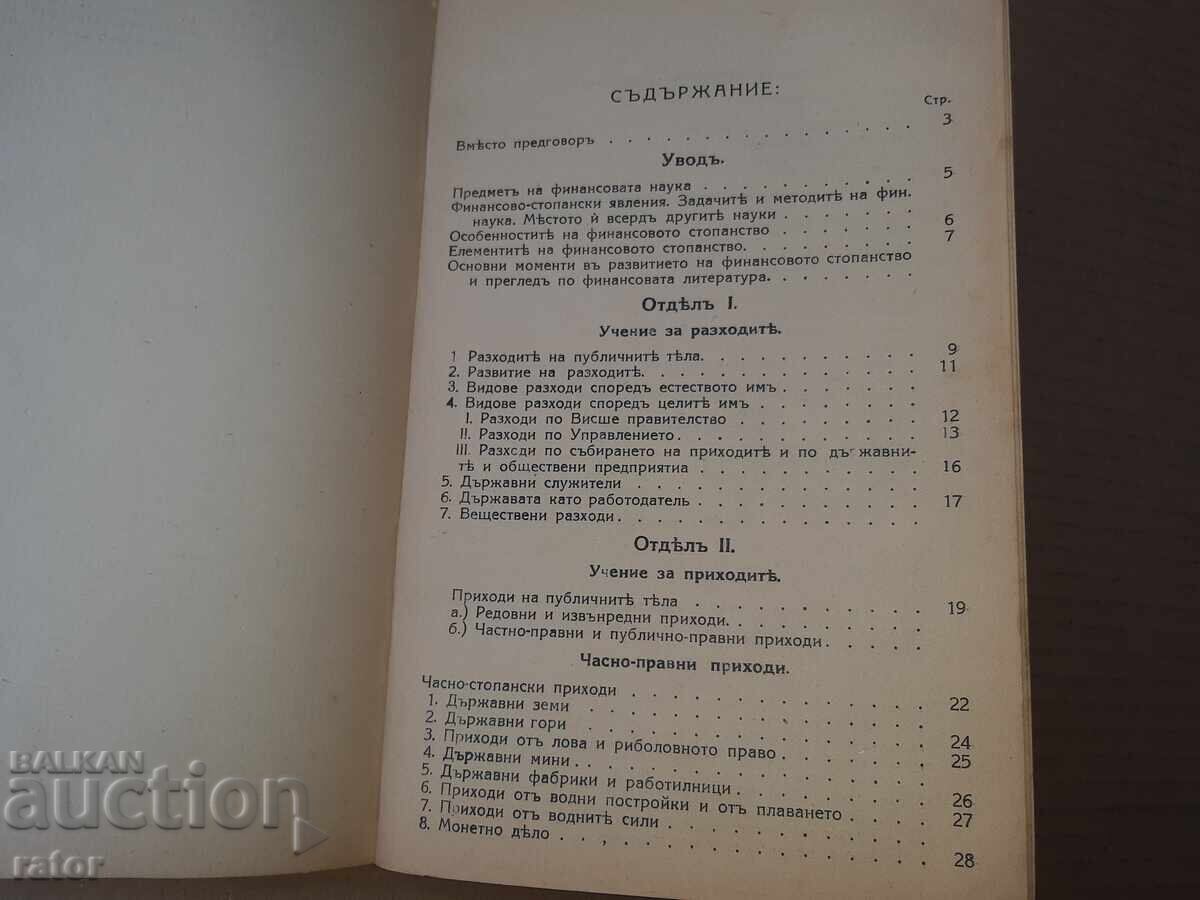 СЪДЪРЖАНИЕ:
Стр.
Вмѣсто предговоръ . . . . . . . . . . . . 3
Уводъ.
Предметъ на финансовата наука . . . . . . . . . 5
Финансово-стопански явления. Задачитѣ и методитѣ на фин.
наука. Мѣстото ѝ всердъ другитѣ науки . . . . . .
Особенноститѣ на финансовото стопанство . . . . . . 6
Елементитѣ на финансовото стопанство. . . . . . . . 7
Основни моменти въ развитието на финансовото стопанство
и прегледъ по финансовата литература. . . . . . .
Отдѣлъ I.
Учение за разходитѣ.
1 Разходитѣ на публичнитѣ тѣла. . . . . . . . . . 9
2. Развитие на разходитѣ. . . . . . . . . . . . 11
3. Видове разходи споредъ естеството имъ . . . . . . .
4. Видове разходи споредъ целитѣ имъ . . . . . . . .
I. Разходи по Висше правителство . . . . . . . . 12
II. Разходи по Управлението. . . . . . . . . . . 13
III. Разходи по събирането на приходитѣ и по държавни-
тѣ и обществени предприятиа . . . . . . . . . 16
5. Държавни служители . . . . . . . . . . . .
6. Държавата като работодатель . . . . . . . . . . 17
7. Веществени разходи. . . . . . . . . . . . .
Отдѣлъ II.
Учение за приходитѣ.
Приходи на публичнитѣ тѣла . . . . . . . . . . 19
а.) Редовни и извънредни приходи. . . . . . . . .
б.) Частно-правни и публично-правни приходи . . . . .
Часно-правни приходи.
Часно-стопански приходи . . . . . . . . . . . . 22
1. Държавни земи . . . . . . . . . . . . . .
2. Държавни гори . . . . . . . . . . . . . . 24
3. Приходи отъ лова и риболовното право . . . . . . . 25
4. Държавни мини . . . . . . . . . . . . . .
5. Държавни фабрики и работилници . . . . . . . . . 26
6. Приходи отъ водни постройки и отъ плаването . . . . . 27
7. Приходи отъ воднитѣ сили . . . . . . . . . . .
8. Монетно дѣло . . . . . . . . . . . . . . 28
BALKAN
auction
rator